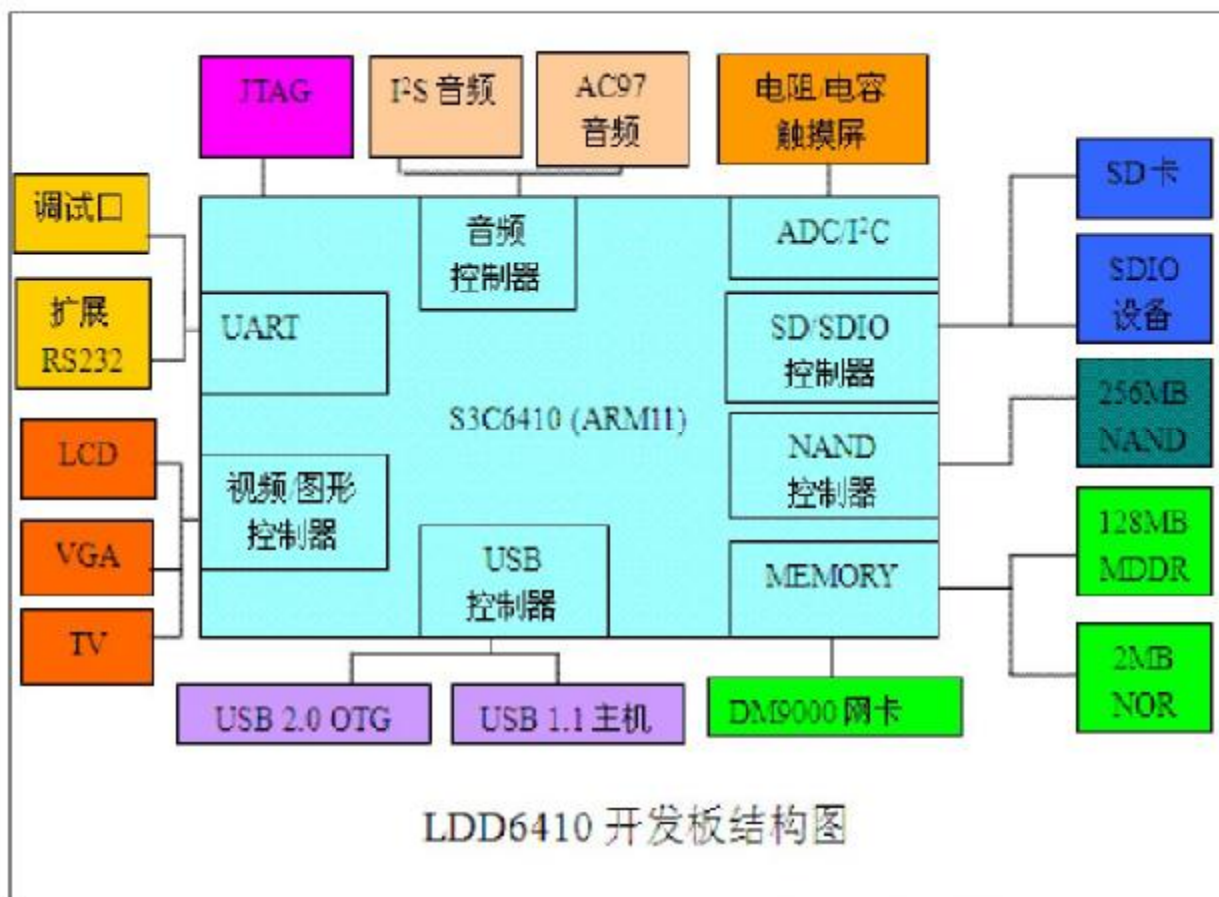 JTAG
I²S 音频
AC97
音频
电阻/电容
触摸屏
调试口
扩展
RS232
LCD
VGA
TV
音频
控制器
ADC/I²C
UART
SD/SDIO
控制器
S3C6410 (ARM11)
NAND
控制器
视频/图形
控制器
USB
控制器
MEMORY
SD 卡
SDIO
设备
256MB
NAND
128MB
MDDR
2MB
NOR
USB 2.0 OTG
USB 1.1 主机
DM9000 网卡
LDD6410 开发板结构图